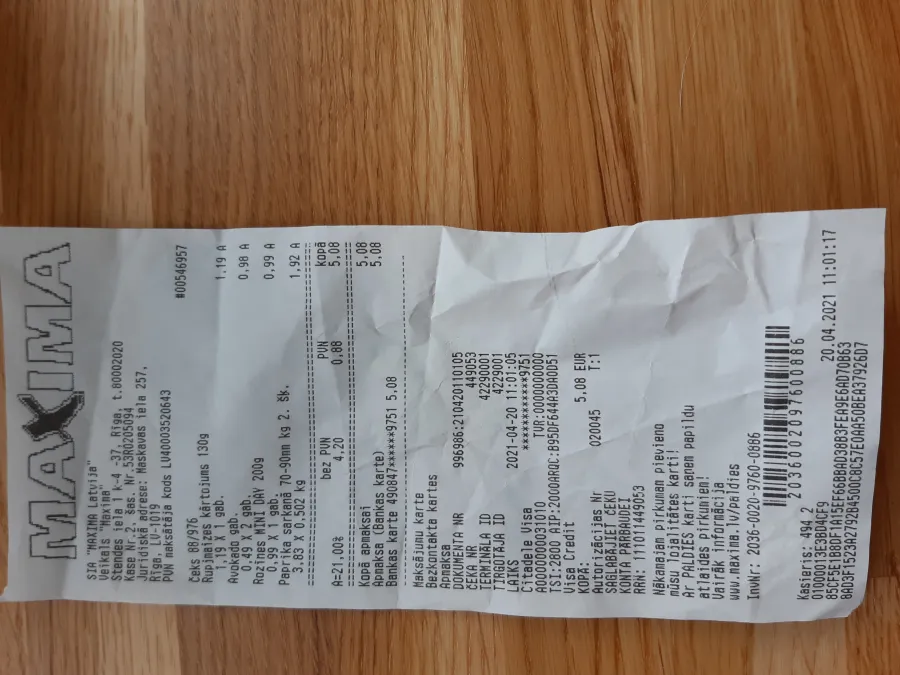 MAXIMA
SIA "MAXIMA Latvija"
Veikals "Maxima"
Stendes iela 1 k-4 -37, Rīga, t.80002020
Kase Nr.2, Sas. Nr.53R0205094
Juridiskā adrese: Maskavas iela 257,
Rīga, LV-1019
PVN maksātāja kods LV40003520643
#00546957
Čeks 88/976
Rupjmaizes kārtojums 130g
1,19 X 1 gab. 1,19 A
Avokado gab.
0,49 X 2 gab. 0,98 A
Rozīnes MINI DAY 200g
0,99 X 1 gab. 0,99 A
Paprika sarkanā 70-90mm kg 2. šķ.
3,83 X 0,502 kg 1,92 A
bez PVN PVN Kopā
A=21,00% 4,20 0,88 5,08
Kopā apmaksai 5,08
Apmaksa (Bankas karte) 5,08
Bankas karte 490847******9751 5,08
Maksājumu karte
Bezkontakta kartes
Apmaksa
DOKUMENTA NR 996986:210420110105
ČEKA NR 449053
TERMINĀLA ID 42290001
TIRGOTĀJA ID 4229001
LAIKS 2021-04-20 11:01:05
Citadele Visa ************9751
A0000000031010 TVR:0000000000
TSI:2800 AIP:2000 ARQC:B95DF644A3DA0D51
Visa Credit
KOPĀ: 5,08 EUR
Autorizācijas Nr 020045 T:1
SAGLABĀJIET ČEKU
KONTA PĀRBAUDEI
RRN: 111011449053
Nākamajam pirkumam pievieno
mūsu lojalitātes karti!
Ar PALDIES karti saņem papildu
atlaides pirkumiem!
Vairāk informācija
www.maxima.lv/paldies
InvNr: 2036-0020-9760-0886
2036002097600886
Kasieris: 494 2 20.04.2021 11:01:17